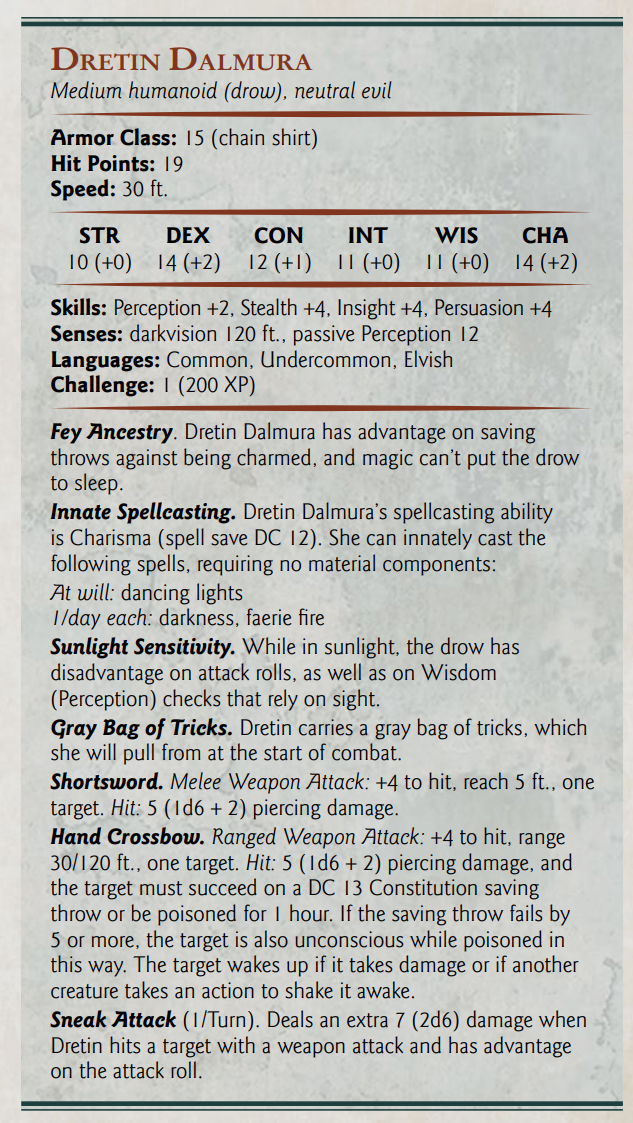 Dretin Dalmura
Medium humanoid (drow), neutral evil
Armor Class: 15 (chain shirt)
Hit Points: 19
Speed: 30 ft.
STR DEX CON INT WIS CHA
10 (+0) 14 (+2) 12 (+1) 11 (+0) 11 (+0) 14 (+2)
Skills: Perception +2, Stealth +4, Insight +4, Persuasion +4
Senses: darkvision 120 ft., passive Perception 12
Languages: Common, Undercommon, Elvish
Challenge: 1 (200 XP)
Fey Ancestry. Dretin Dalmura has advantage on saving
throws against being charmed, and magic can’t put the drow
to sleep.
Innate Spellcasting. Dretin Dalmura’s spellcasting ability
is Charisma (spell save DC 12). She can innately cast the
following spells, requiring no material components:
At will: dancing lights
1/day each: darkness, faerie fire
Sunlight Sensitivity. While in sunlight, the drow has
disadvantage on attack rolls, as well as on Wisdom
(Perception) checks that rely on sight.
Gray Bag of Tricks. Dretin carries a gray bag of tricks, which
she will pull from at the start of combat.
Shortsword. Melee Weapon Attack: +4 to hit, reach 5 ft., one
target. Hit: 5 (1d6 + 2) piercing damage.
Hand Crossbow. Ranged Weapon Attack: +4 to hit, range
30/120 ft., one target. Hit: 5 (1d6 + 2) piercing damage, and
the target must succeed on a DC 13 Constitution saving
throw or be poisoned for 1 hour. If the saving throw fails by
5 or more, the target is also unconscious while poisoned in
this way. The target wakes up if it takes damage or if another
creature takes an action to shake it awake.
Sneak Attack (1/Turn). Deals an extra 7 (2d6) damage when
Dretin hits a target with a weapon attack and has advantage
on the attack roll.